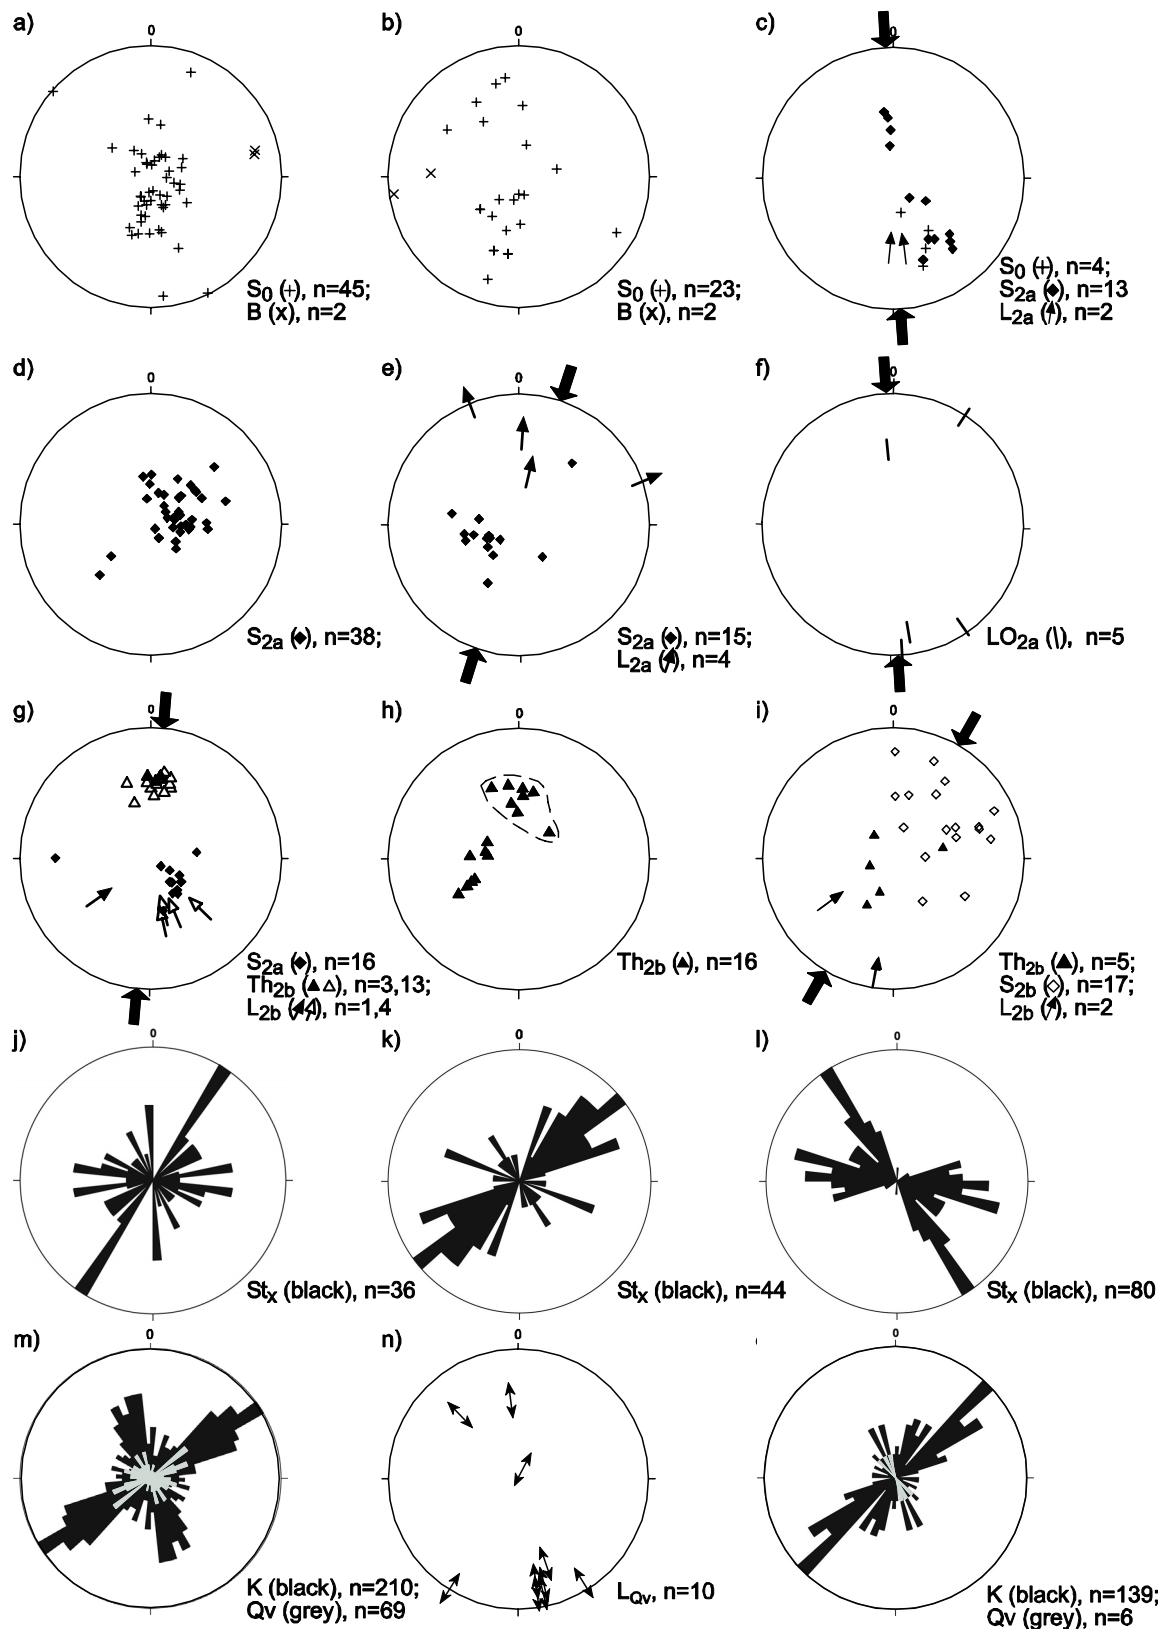 a)
0
S0 (+), n=45;
B (x), n=2
b)
0
S0 (+), n=23;
B (x), n=2
c)
0
S0 (+), n=4;
S2a (◆), n=13
L2a (↑), n=2
d)
0
S2a (◆), n=38;
e)
0
S2a (◆), n=15;
L2a (↑), n=4
f)
0
LO2a (\), n=5
g)
0
S2a (◆), n=16
Th2b (▲△), n=3,13;
L2b (↑↑), n=1,4
h)
0
Th2b (▲), n=16
i)
0
Th2b (▲), n=5;
S2b (◇), n=17;
L2b (↑), n=2
j)
0
Stx (black), n=36
k)
0
Stx (black), n=44
l)
0
Stx (black), n=80
m)
0
K (black), n=210;
Qv (grey), n=69
n)
0
LQv, n=10
0
K (black), n=139;
Qv (grey), n=6